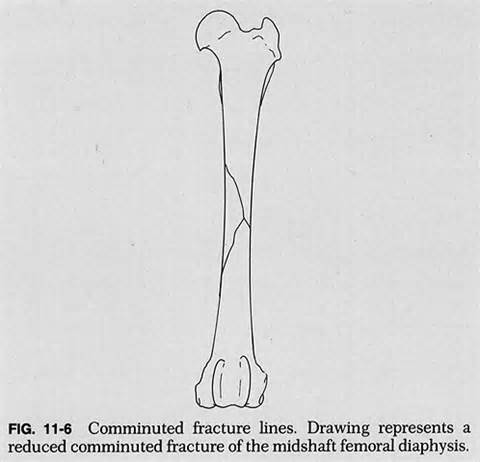 FIG. 11-6 Comminuted fracture lines. Drawing represents a
reduced comminuted fracture of the midshaft femoral diaphysis.